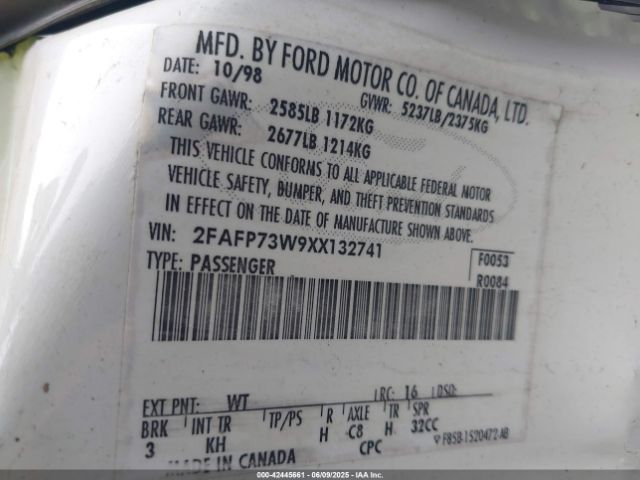 MFD. BY FORD MOTOR CO. OF CANADA, LTD.
DATE: 10/98 GVWR: 5237LB/2375KG
FRONT GAWR: 2585LB 1172KG
REAR GAWR: 2677LB 1214KG
THIS VEHICLE CONFORMS TO ALL APPLICABLE FEDERAL MOTOR
VEHICLE SAFETY, BUMPER, AND THEFT PREVENTION STANDARDS
IN EFFECT ON THE DATE OF MANUFACTURE SHOWN ABOVE.
VIN: 2FAFP73W9XX132741 F0053
TYPE: PASSENGER R0084
EXT PNT: WT RC: 16 DSO:
BRK INT TR TP/PS R AXLE TR SPR
3 KH H C8 H 32CC
MADE IN CANADA CPC F85B-1520472-AB
000-42445661 - 06/09/2025 - IAAI.COM